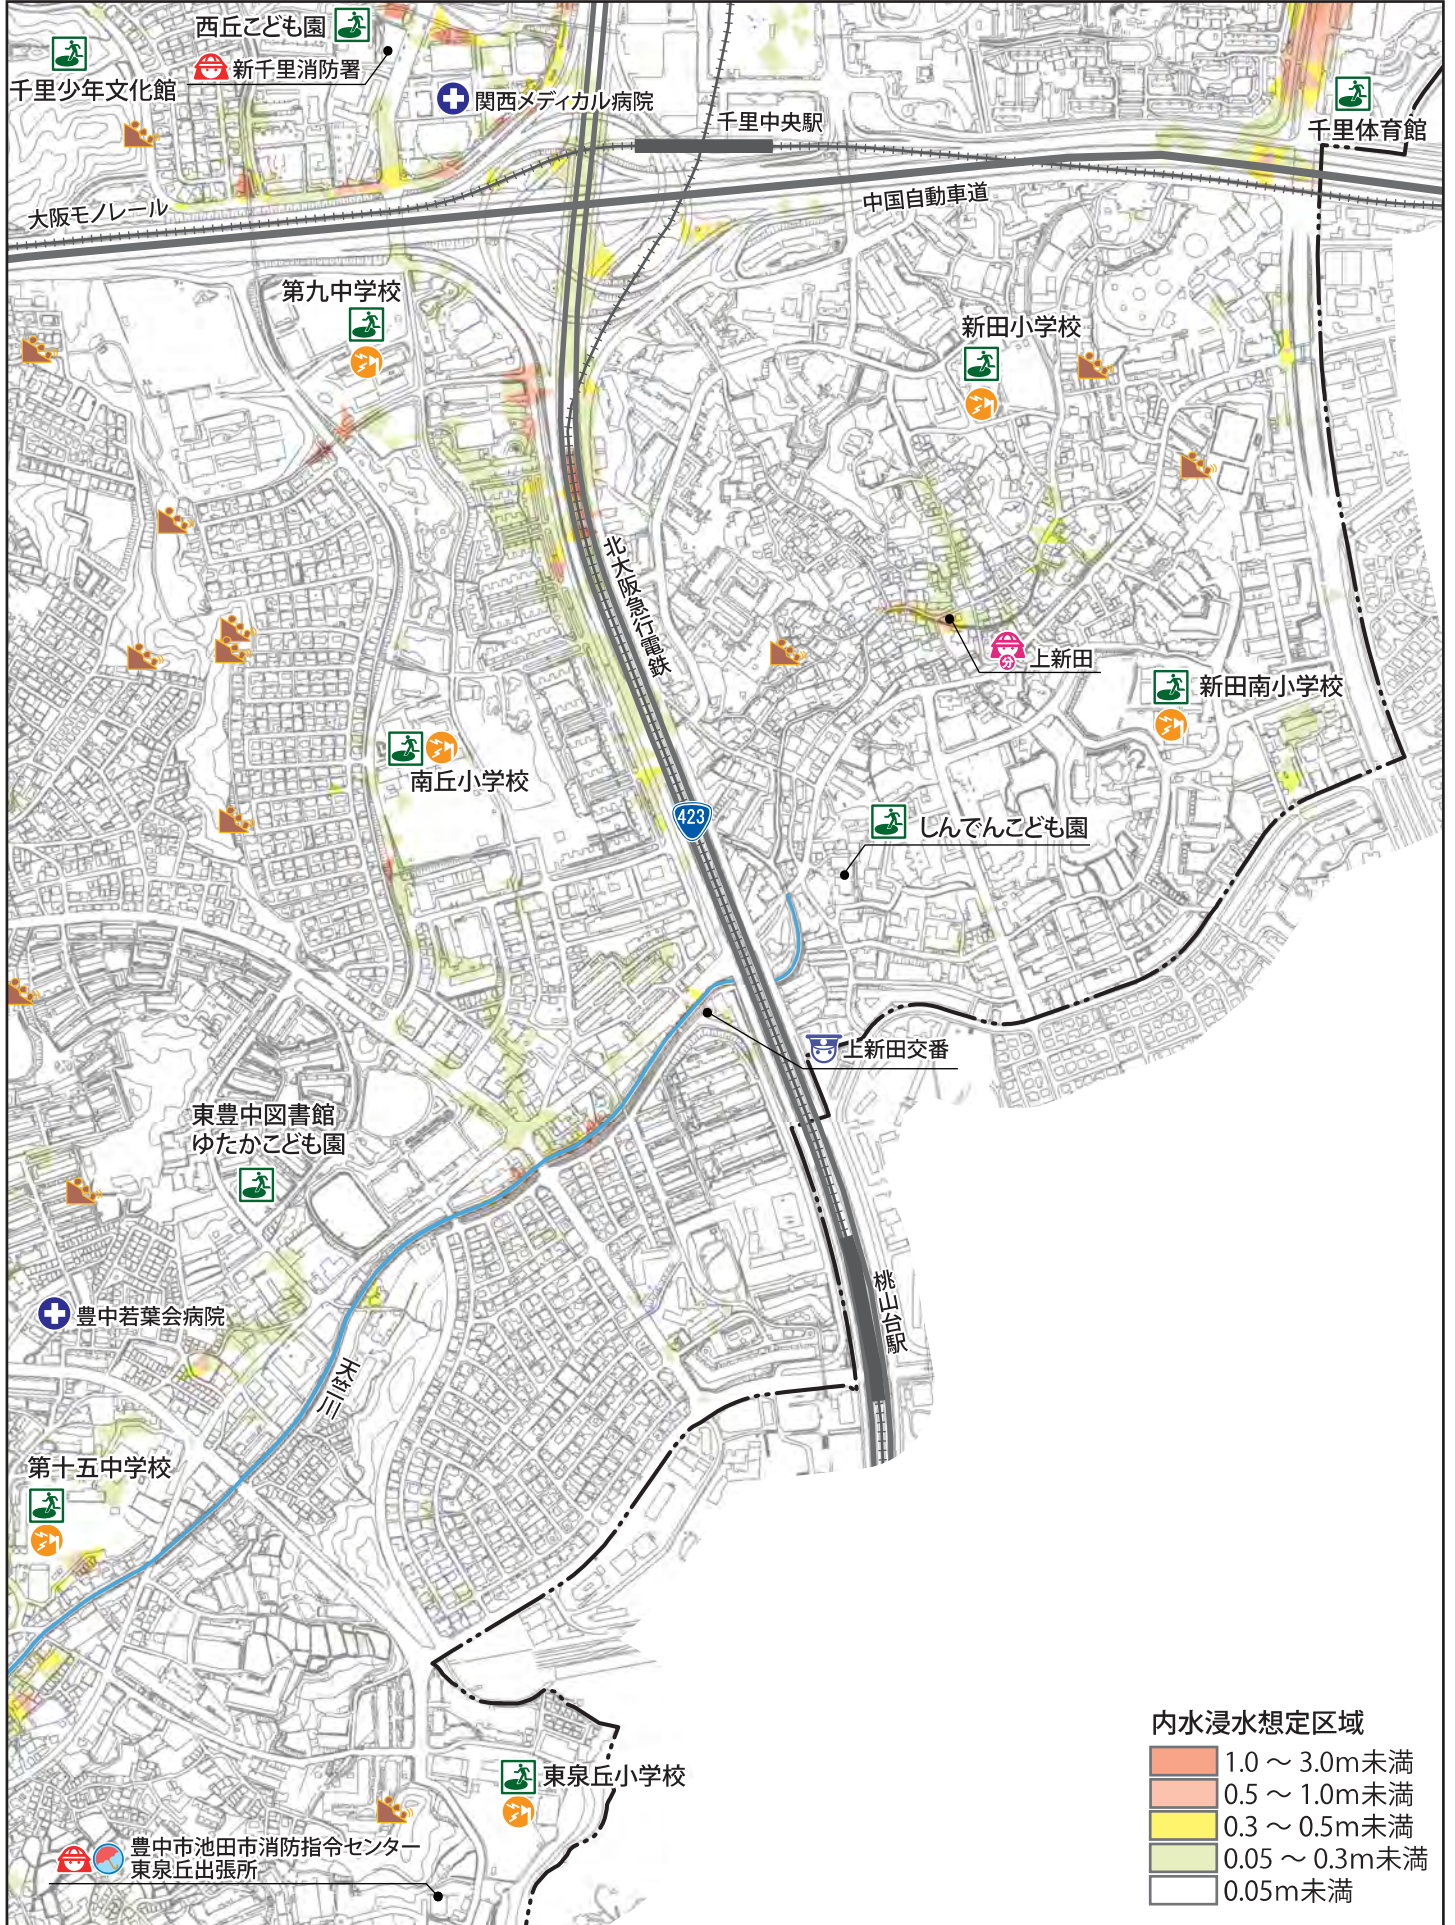 西丘こども園
新千里消防署
千里少年文化館
関西メディカル病院
千里中央駅
千里体育館
大阪モノレール
中国自動車道
第九中学校
新田小学校
北大阪急行電鉄
上新田
新田南小学校
南丘小学校
423
しんでんこども園
上新田交番
東豊中図書館
ゆたかこども園
桃山台駅
豊中若葉会病院
天竺川
第十五中学校
東泉丘小学校
豊中市池田市消防指令センター
東泉丘出張所
内水浸水想定区域
1.0 ～ 3.0m未満
0.5 ～ 1.0m未満
0.3 ～ 0.5m未満
0.05 ～ 0.3m未満
0.05m未満